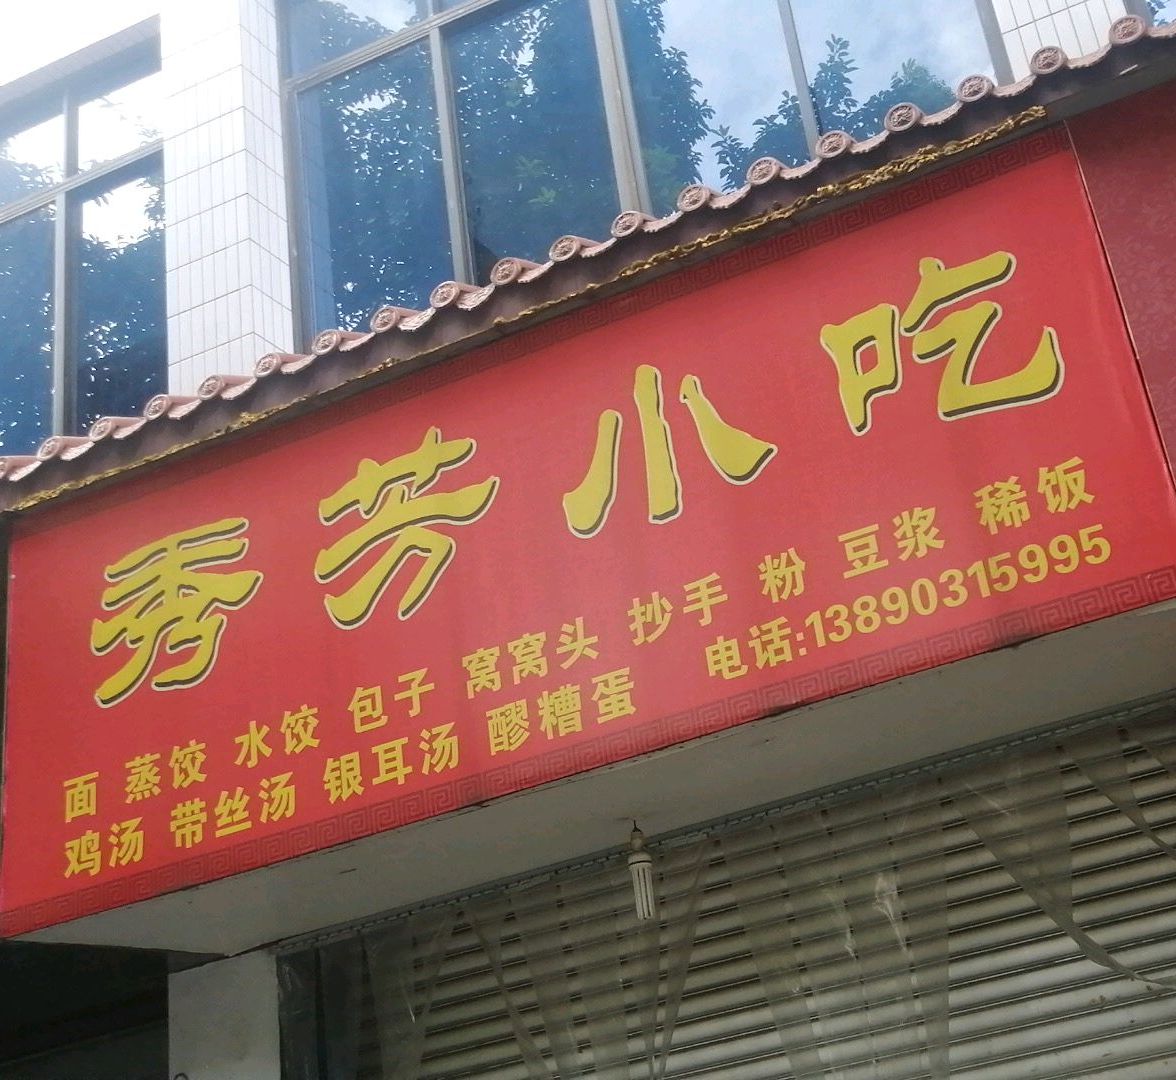 秀芳小吃
面 蒸饺 水饺 包子 窝窝头 抄手 粉 豆浆 稀饭
鸡汤 带丝汤 银耳汤 醪糟蛋 电话:13890315995